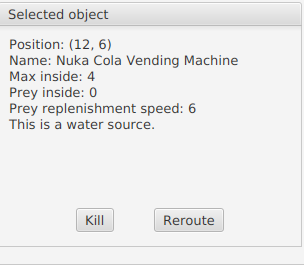 Selected object
Position: (12, 6)
Name: Nuka Cola Vending Machine
Max inside: 4
Prey inside: 0
Prey replenishment speed: 6
This is a water source.
Kill Reroute